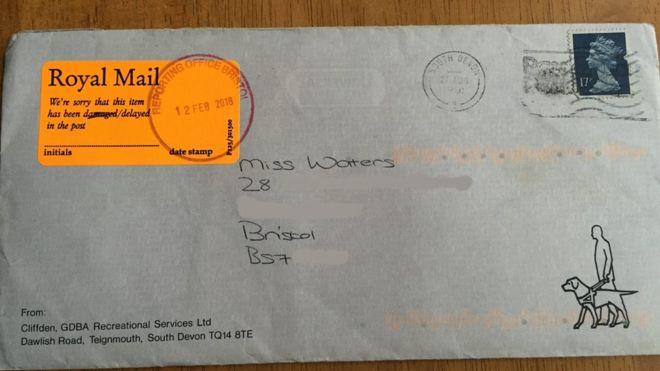 Royal Mail
We're sorry that this item
has been damaged/delayed
in the post
initials date stamp
REPORTING OFFICE BRISTOL
12 FEB 2016
SOUTH DEVON
17P
Miss Waters
28
Bristol
BS7
From:
Cliffden, GDBA Recreational Services Ltd
Dawlish Road, Teignmouth, South Devon TQ14 8TE